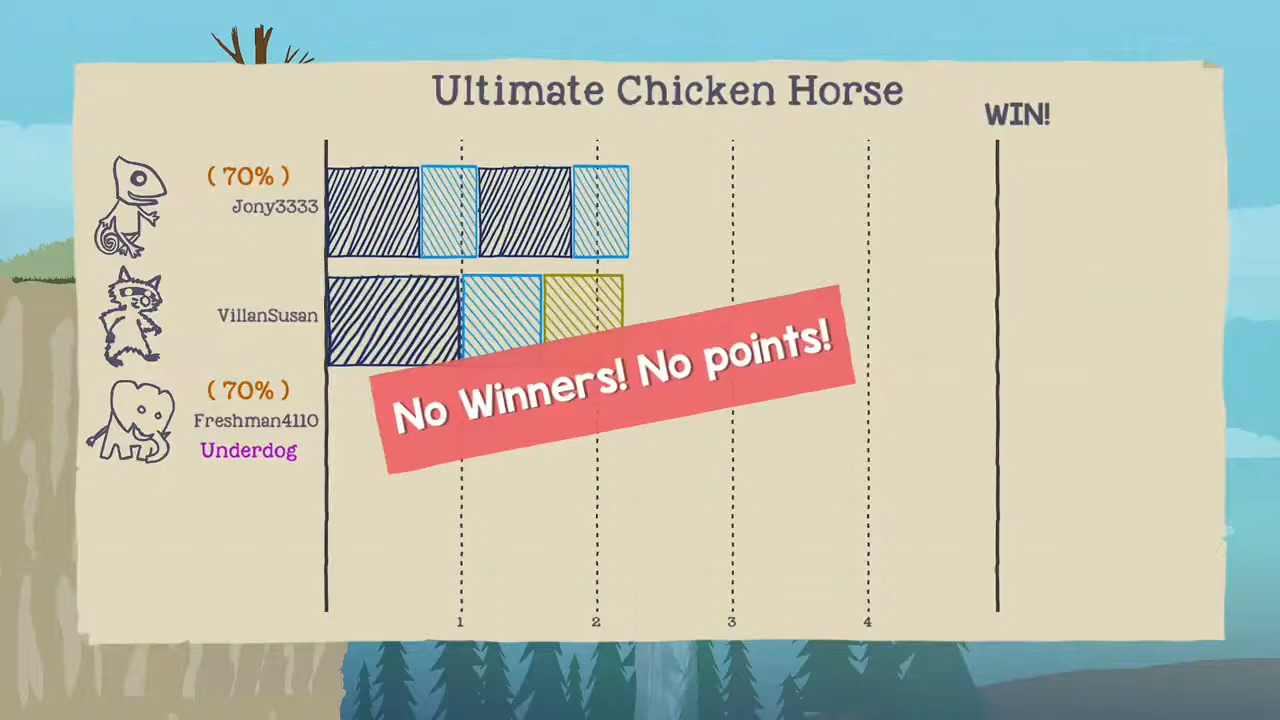 Ultimate Chicken Horse
WIN!
( 70% )
Jony3333
VillanSusan
( 70% )
Freshman4110
Underdog
No Winners! No points!
1 2 3 4